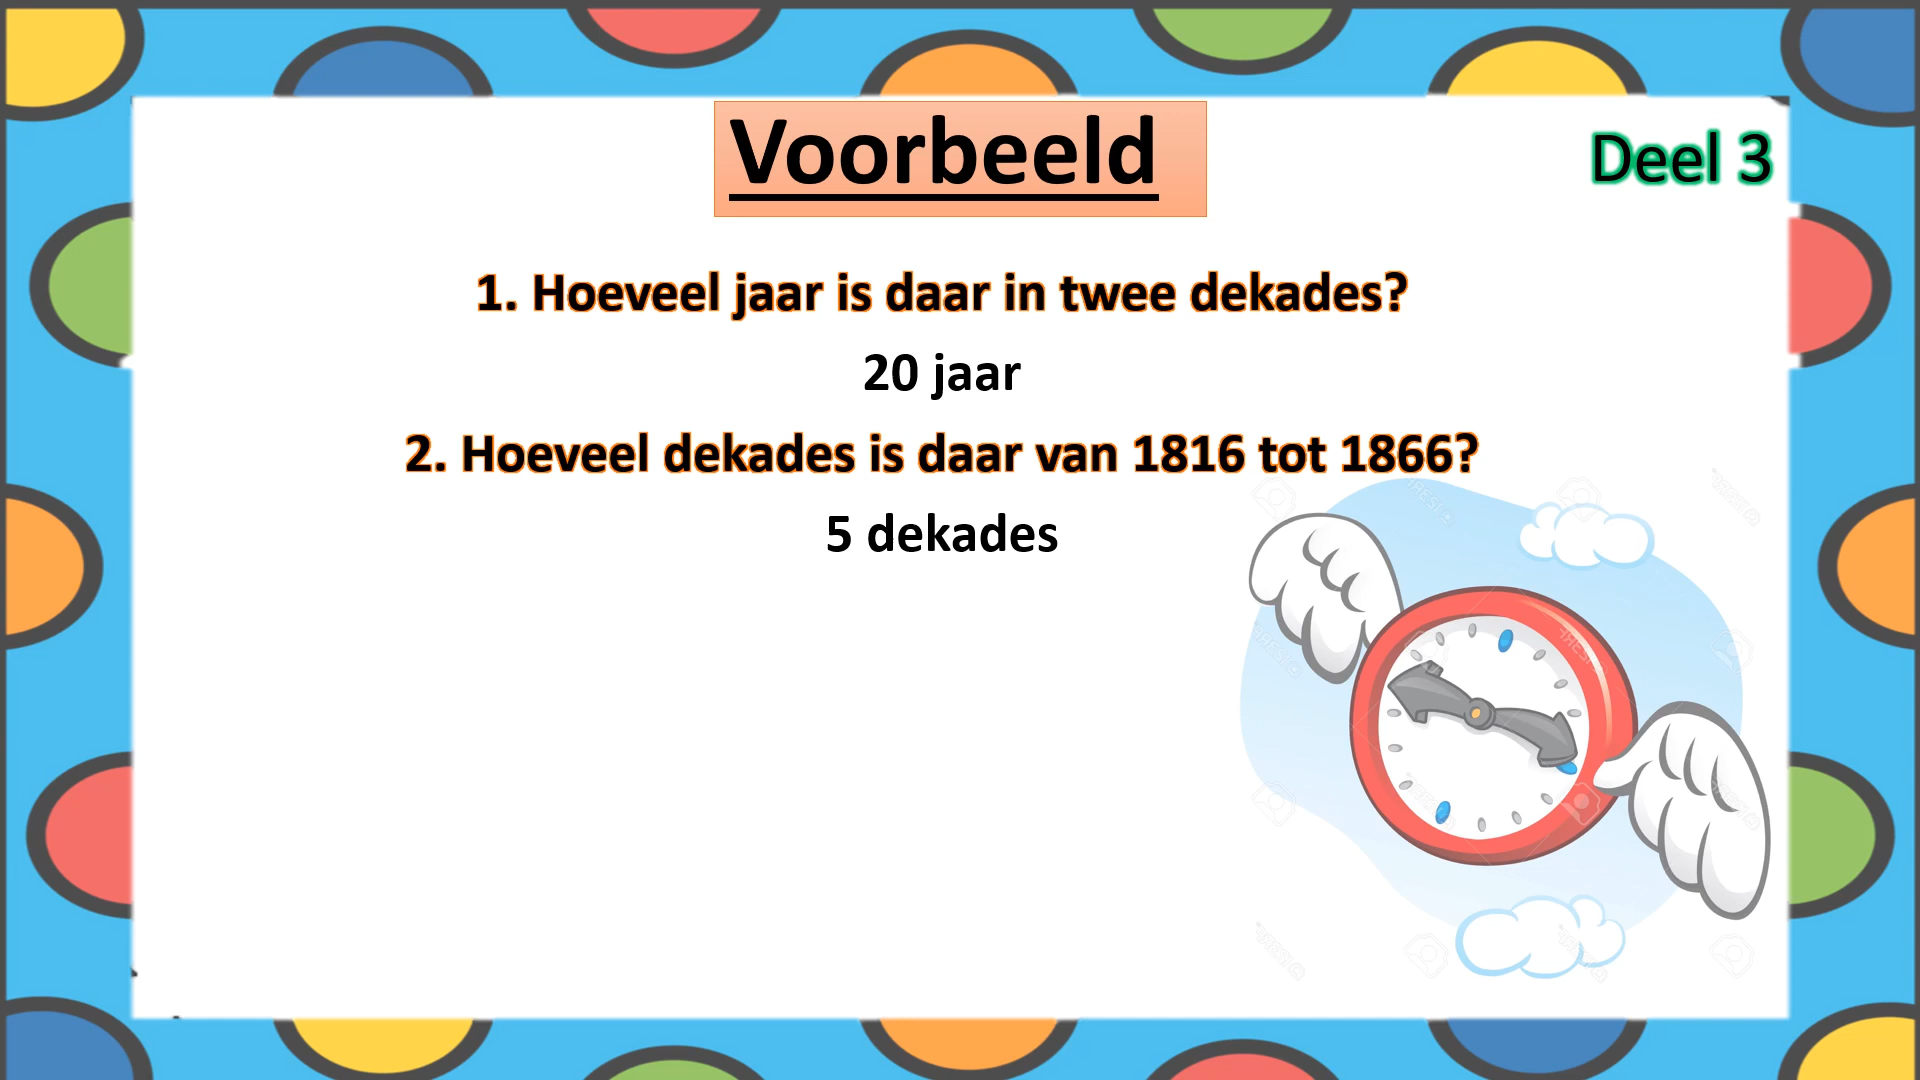 Voorbeeld
Deel 3
1. Hoeveel jaar is daar in twee dekades?
20 jaar
2. Hoeveel dekades is daar van 1816 tot 1866?
5 dekades